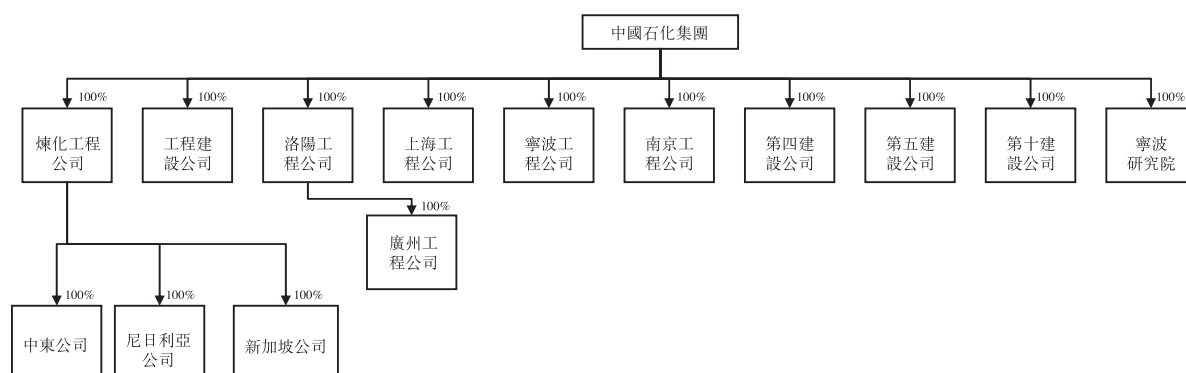 中國石化集團
100%
100%
100%
100%
100%
100%
100%
100%
100%
100%
煉化工程
公司
工程建
設公司
洛陽工
程公司
上海工
程公司
寧波工
程公司
南京工
程公司
第四建
設公司
第五建
設公司
第十建
設公司
寧波
研究院
100%
廣州工
程公司
100%
100%
100%
中東公司
尼日利亞
公司
新加坡公司